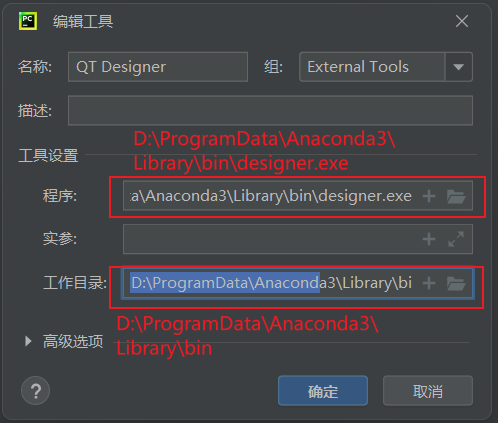 PC
编辑工具
名称: QT Designer 组: External Tools
描述:
D:\ProgramData\Anaconda3\
Library\bin\designer.exe
工具设置
程序: a\Anaconda3\Library\bin\designer.exe
实参:
工作目录: D:\ProgramData\Anaconda3\Library\bi
D:\ProgramData\Anaconda3\
Library\bin
高级选项
? 确定 取消